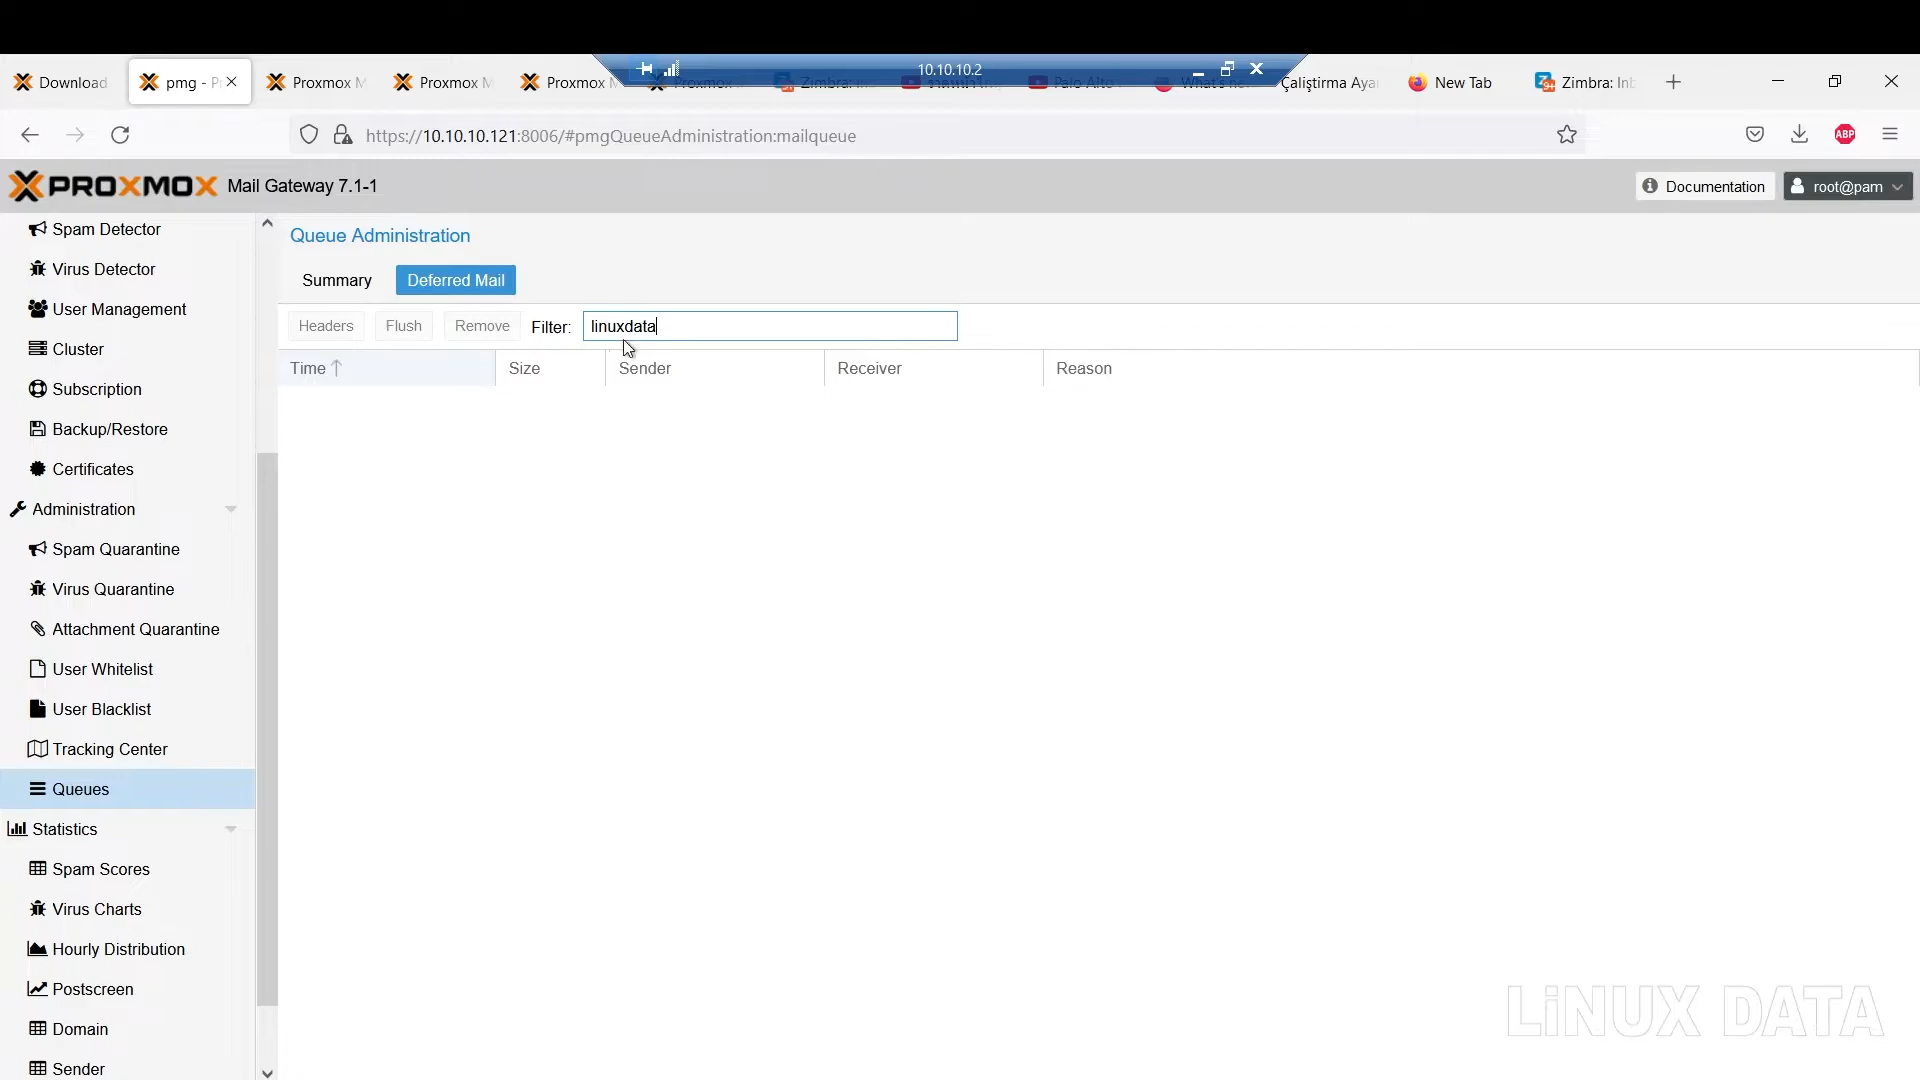 10.10.10.2
Download
pmg - P
Proxmox M
Proxmox M
Proxmox M
Çaliştirma Aya
New Tab
Zimbra: Inb
https://10.10.10.121:8006/#pmgQueueAdministration:mailqueue
ABP
PROXMOX Mail Gateway 7.1-1
Documentation
root@pam
Spam Detector
Virus Detector
User Management
Cluster
Subscription
Backup/Restore
Certificates
Administration
Spam Quarantine
Virus Quarantine
Attachment Quarantine
User Whitelist
User Blacklist
Tracking Center
Queues
Statistics
Spam Scores
Virus Charts
Hourly Distribution
Postscreen
Domain
Sender
Queue Administration
Summary Deferred Mail
Headers Flush Remove Filter: linuxdata
Time Size Sender Receiver Reason
LiNUX DATA